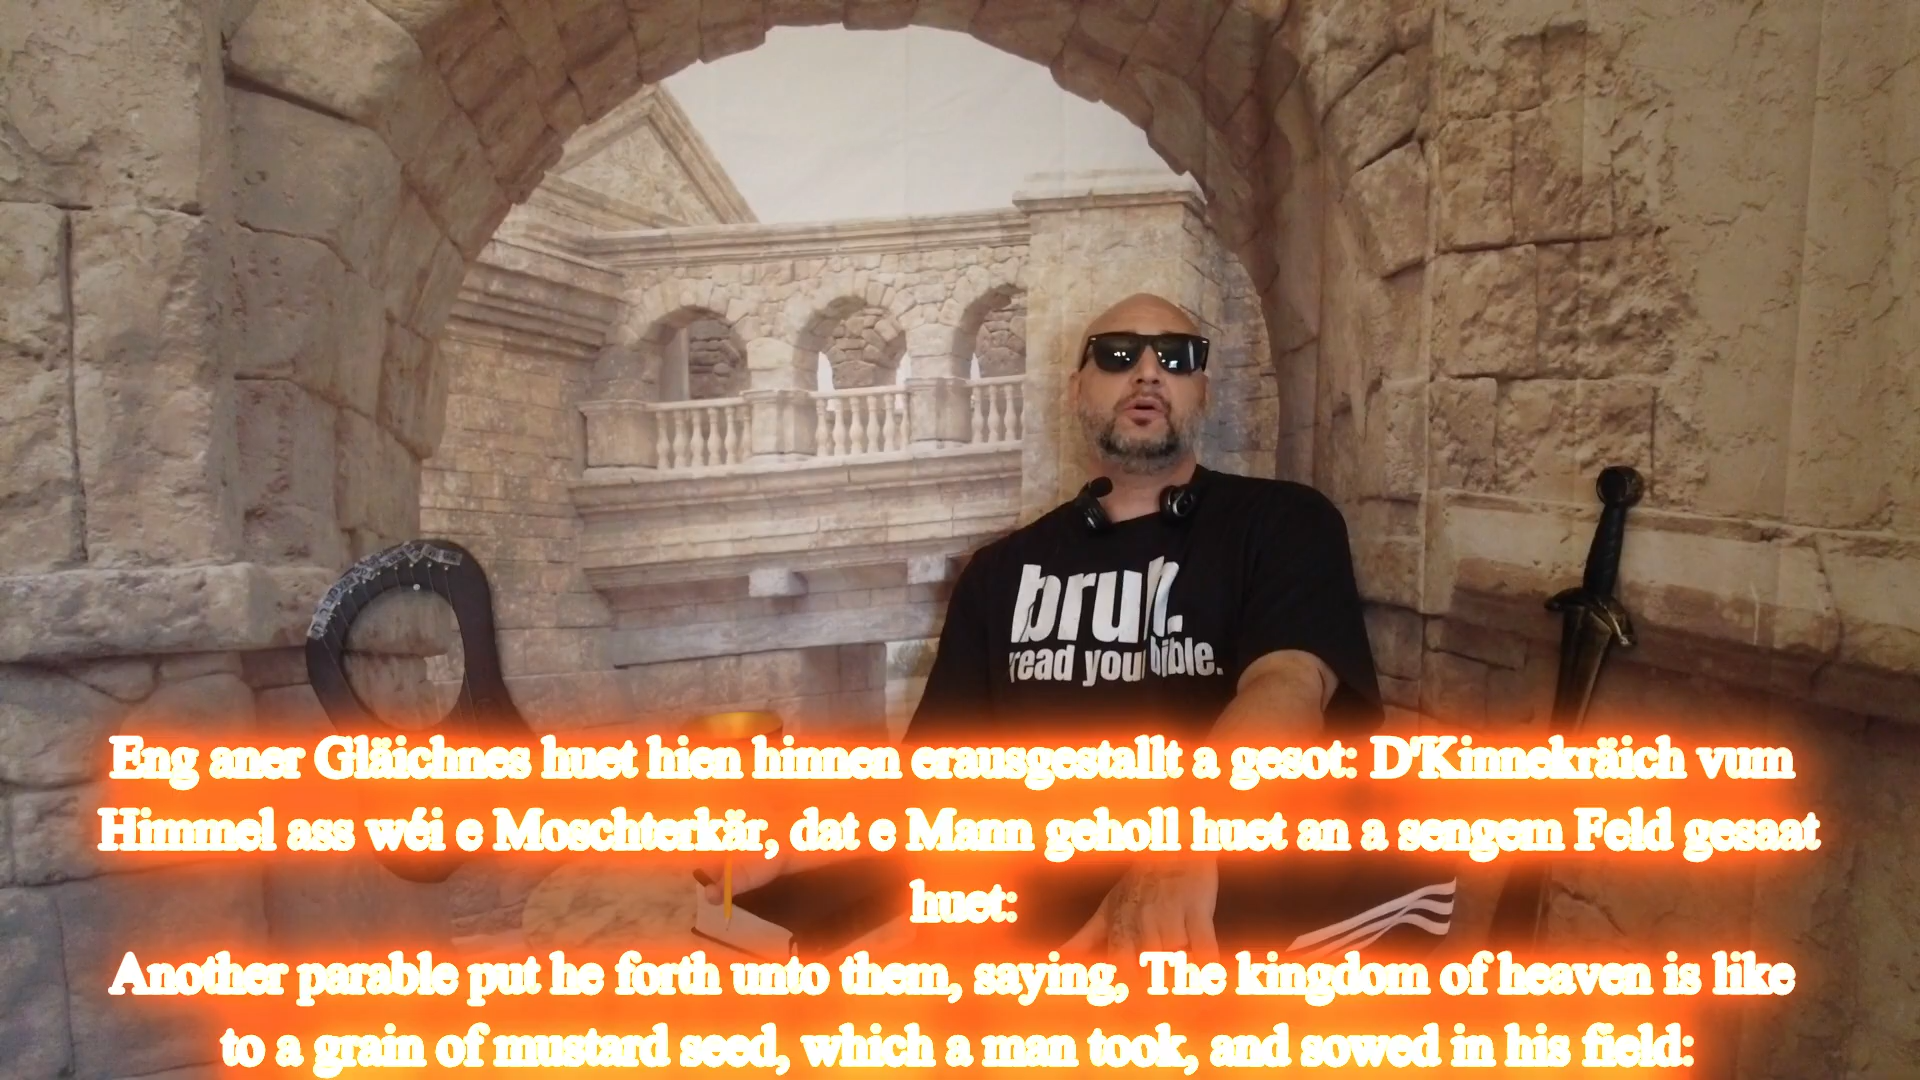 bruh.
read your bible.
Eng aner Gläichnes huet hien hinnen erausgestallt a gesot: D'Kinnekräich vum
Himmel ass wéi e Moschterkär, dat e Mann geholl huet an a sengem Feld gesaat
huet:
Another parable put he forth unto them, saying, The kingdom of heaven is like
to a grain of mustard seed, which a man took, and sowed in his field: